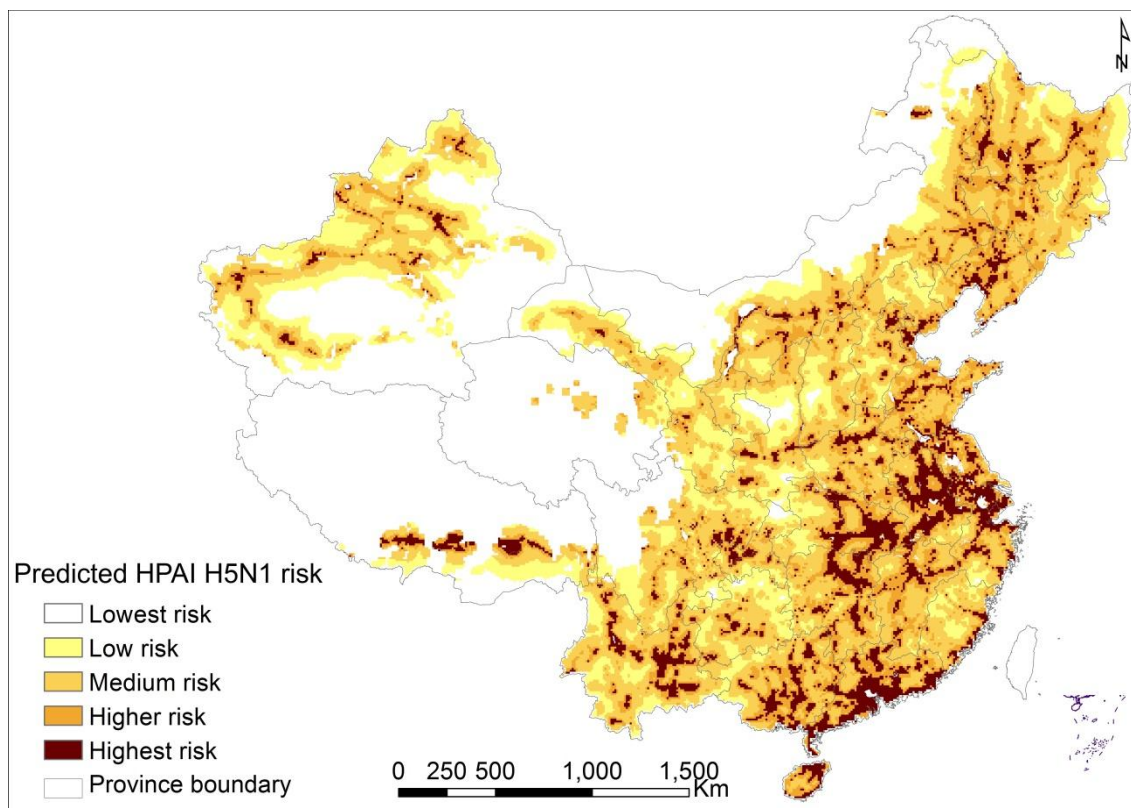 N
Predicted HPAI H5N1 risk
Lowest risk
Low risk
Medium risk
Higher risk
Highest risk
Province boundary
0 250 500 1,000 1,500
Km